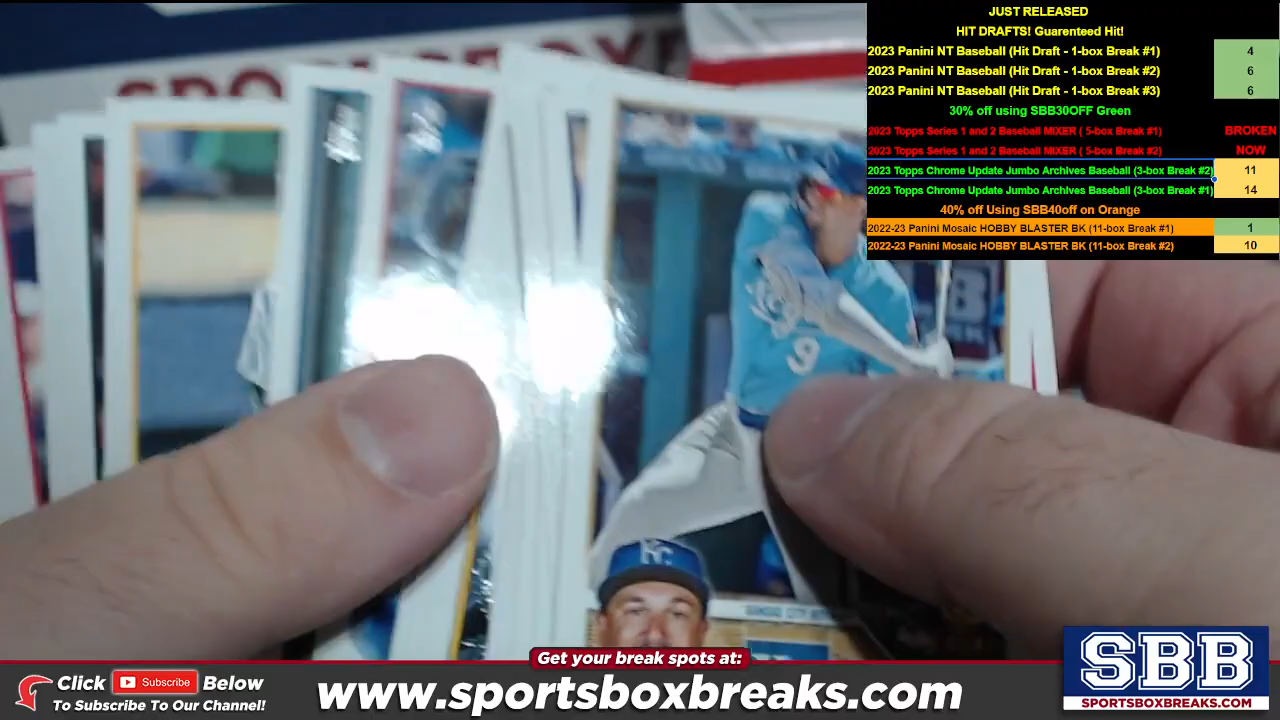 JUST RELEASED
HIT DRAFTS! Guarenteed Hit!
2023 Panini NT Baseball (Hit Draft - 1-box Break #1) 4
2023 Panini NT Baseball (Hit Draft - 1-box Break #2) 6
2023 Panini NT Baseball (Hit Draft - 1-box Break #3) 6
30% off using SBB30OFF Green
2023 Topps Series 1 and 2 Baseball MIXER ( 5-box Break #1) BROKEN
2023 Topps Series 1 and 2 Baseball MIXER ( 5-box Break #2) NOW
2023 Topps Chrome Update Jumbo Archives Baseball (3-box Break #2) 11
2023 Topps Chrome Update Jumbo Archives Baseball (3-box Break #1) 14
40% off Using SBB40off on Orange
2022-23 Panini Mosaic HOBBY BLASTER BK (11-box Break #1) 1
2022-23 Panini Mosaic HOBBY BLASTER BK (11-box Break #2) 10
9
KC
Get your break spots at:
Click Subscribe Below
To Subscribe To Our Channel!
www.sportsboxbreaks.com
SBB
SPORTSBOXBREAKS.COM